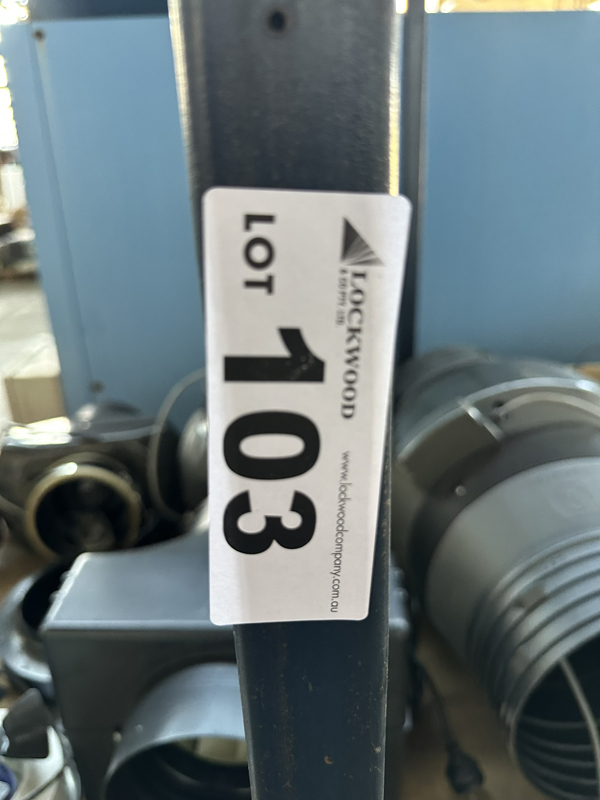 LOCKWOOD
& CO PTY. LTD.
www.lockwoodcompany.com.au
LOT
103